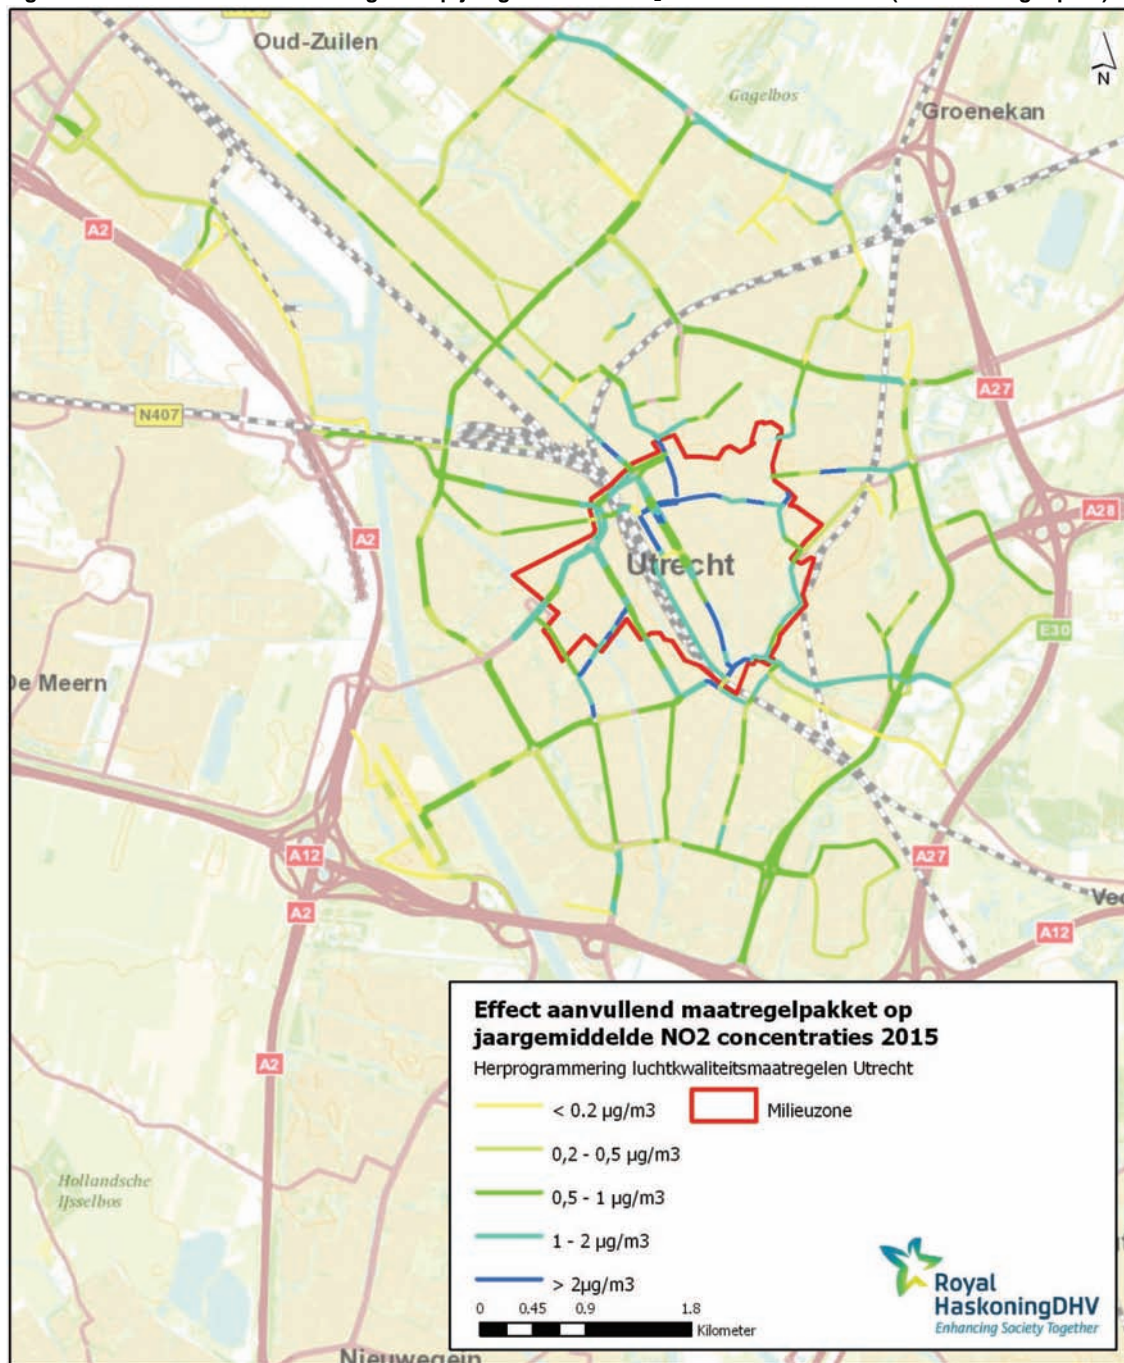 Oud-Zuilen
Gagelbos
N
Groenekan
A2
N407
A27
A28
A2
Utrecht
E30
De Meern
A12
A27
A2
A12
A2
Hollandsche
IJsselbos
Nieuwegein
Effect aanvullend maatregelpakket op
jaargemiddelde NO2 concentraties 2015
Herprogrammering luchtkwaliteitsmaatregelen Utrecht
< 0.2 µg/m3 Milieuzone
0,2 - 0,5 µg/m3
0,5 - 1 µg/m3
1 - 2 µg/m3
> 2µg/m3
0 0.45 0.9 1.8
Kilometer
Royal
HaskoningDHV
Enhancing Society Together